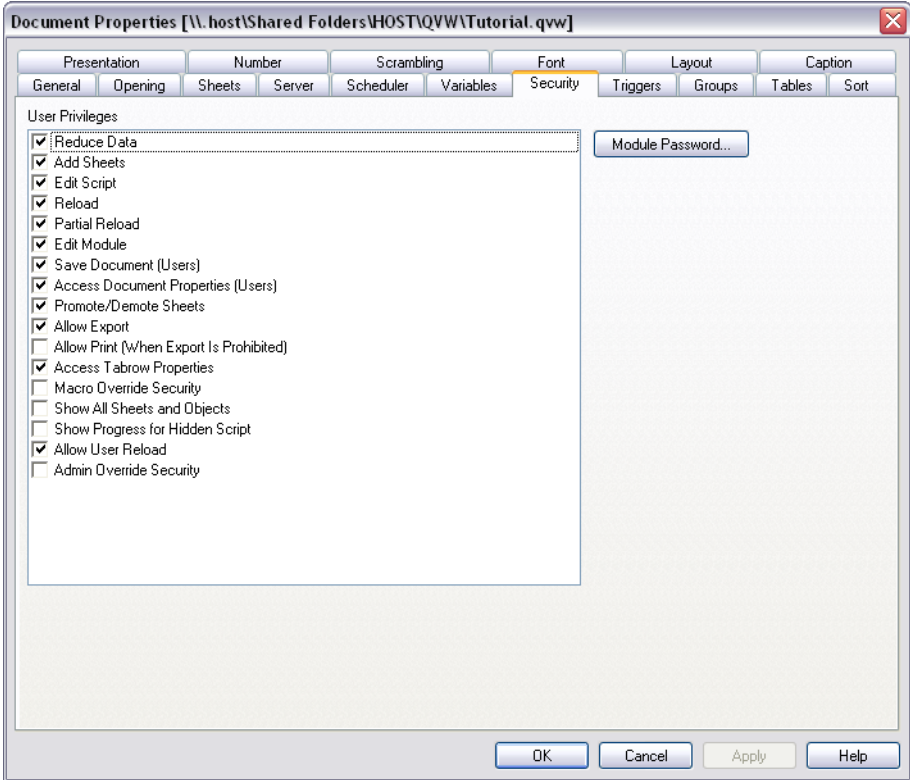 Document Properties [\\.host\Shared Folders\HOST\QVW\Tutorial.qvw]
Presentation Number Scrambling Font Layout Caption
General Opening Sheets Server Scheduler Variables Security Triggers Groups Tables Sort
User Privileges
Reduce Data
Module Password...
Add Sheets
Edit Script
Reload
Partial Reload
Edit Module
Save Document (Users)
Access Document Properties (Users)
Promote/Demote Sheets
Allow Export
Allow Print (When Export Is Prohibited)
Access Tabrow Properties
Macro Override Security
Show All Sheets and Objects
Show Progress for Hidden Script
Allow User Reload
Admin Override Security
OK Cancel Apply Help